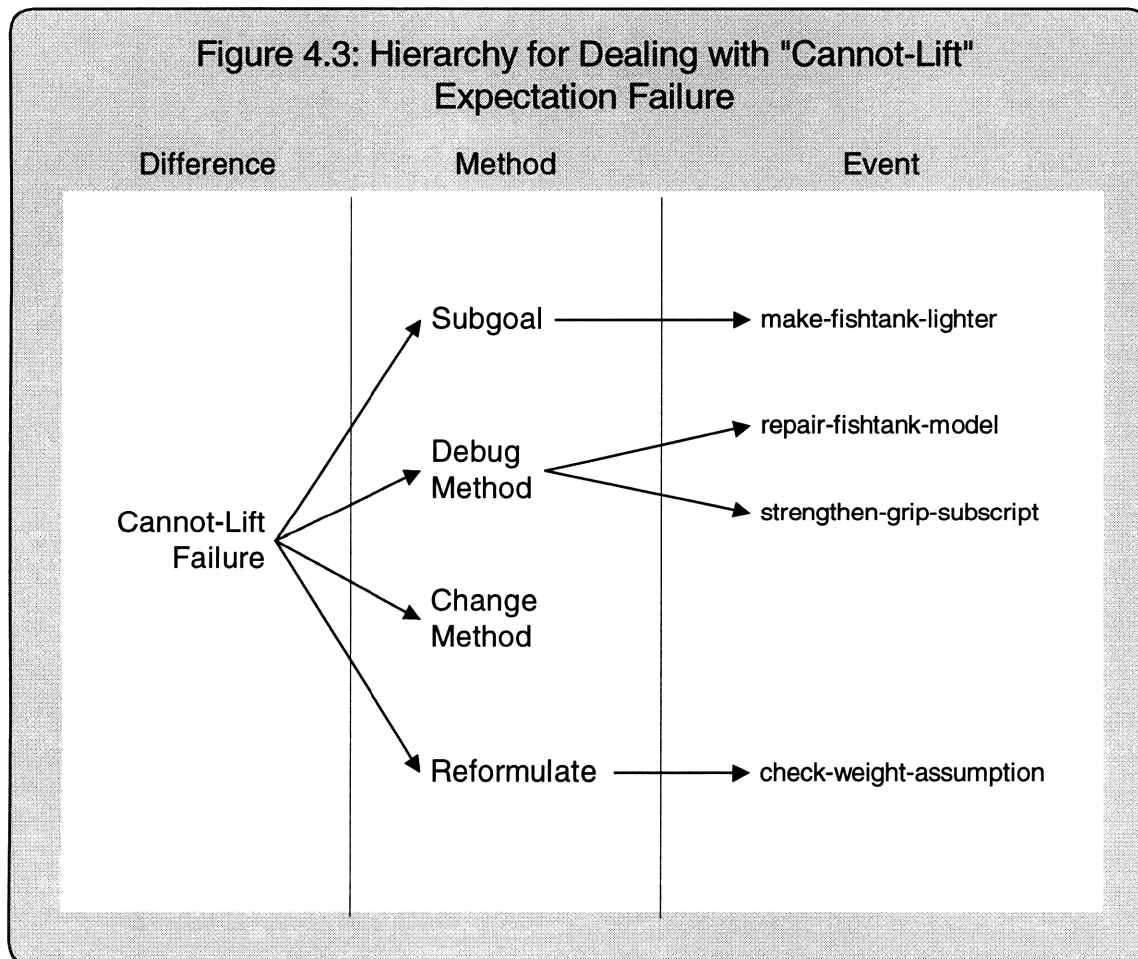 Figure 4.3: Hierarchy for Dealing with "Cannot-Lift"
Expectation Failure
Difference
Method
Event
Subgoal
make-fishtank-lighter
repair-fishtank-model
Debug
Method
strengthen-grip-subscript
Cannot-Lift
Failure
Change
Method
Reformulate
check-weight-assumption